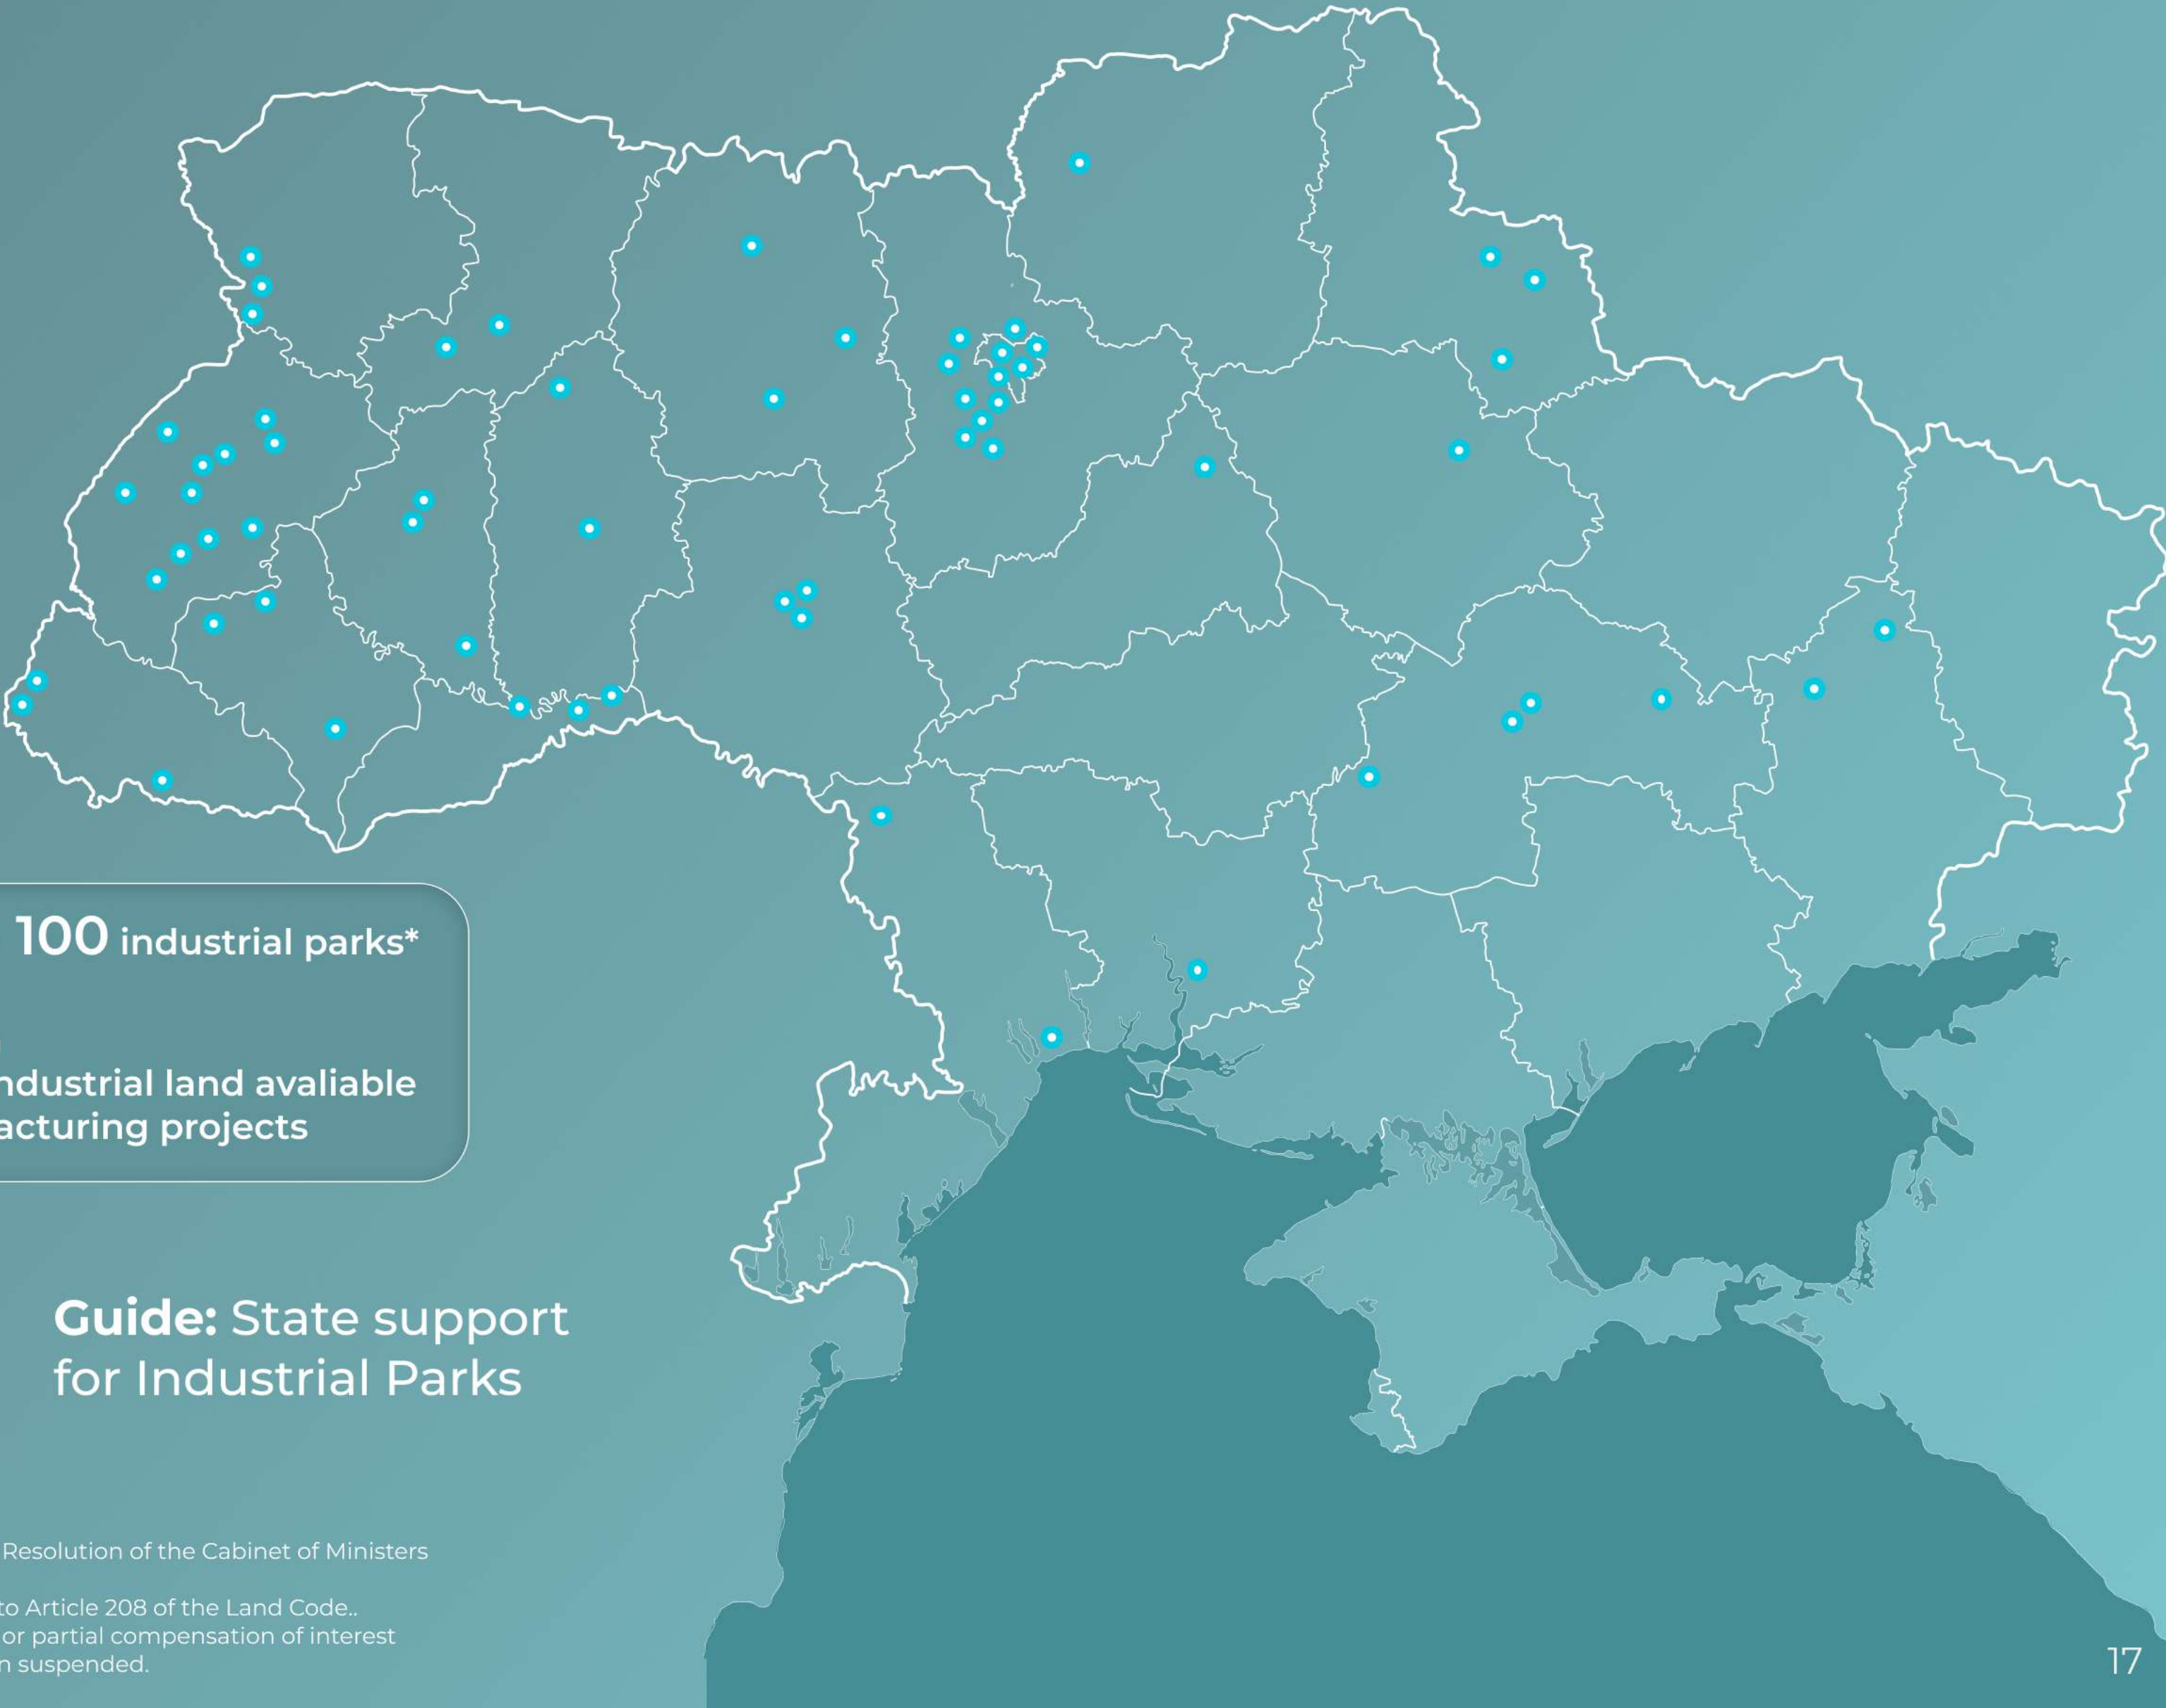 100 industrial parks*
ndustrial land avaliable
acturing projects
Guide: State support
for Industrial Parks
Resolution of the Cabinet of Ministers
to Article 208 of the Land Code..
or partial compensation of interest
n suspended.
17